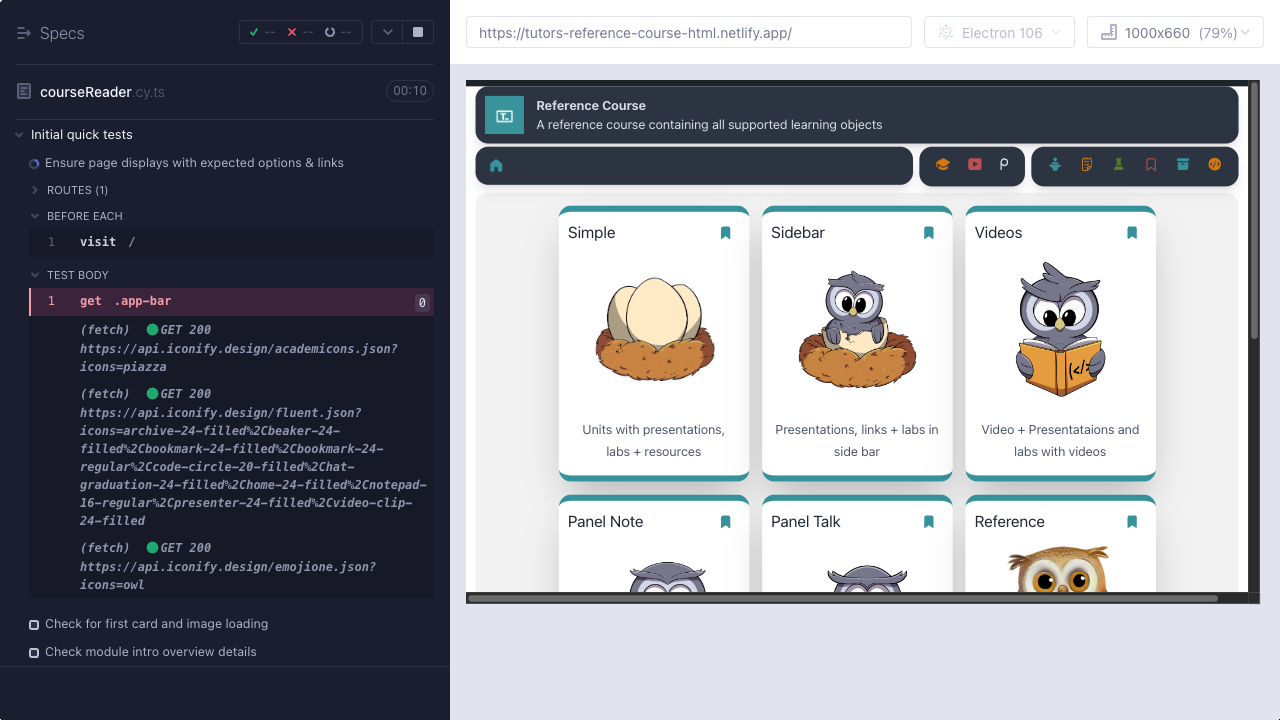 Specs
-- -- --
https://tutors-reference-course-html.netlify.app/
Electron 106
1000x660 (79%)
courseReader.cy.ts
00:10
Initial quick tests
Ensure page displays with expected options & links
ROUTES (1)
BEFORE EACH
1 visit /
TEST BODY
1 get .app-bar 0
(fetch) GET 200
https://api.iconify.design/academicons.json?
icons=piazza
(fetch) GET 200
https://api.iconify.design/fluent.json?
icons=archive-24-filled%2Cbeaker-24-
filled%2Cbookmark-24-filled%2Cbookmark-24-
regular%2Ccode-circle-20-filled%2Chat-
graduation-24-filled%2Chome-24-filled%2Cnotepad-
16-regular%2Cpresenter-24-filled%2Cvideo-clip-
24-filled
(fetch) GET 200
https://api.iconify.design/emojione.json?
icons=owl
Check for first card and image loading
Check module intro overview details
Reference Course
A reference course containing all supported learning objects
Simple
Units with presentations,
labs + resources
Sidebar
Presentations, links + labs in
side bar
Videos
(</
Video + Presentataions and
labs with videos
Panel Note
Panel Talk
Reference